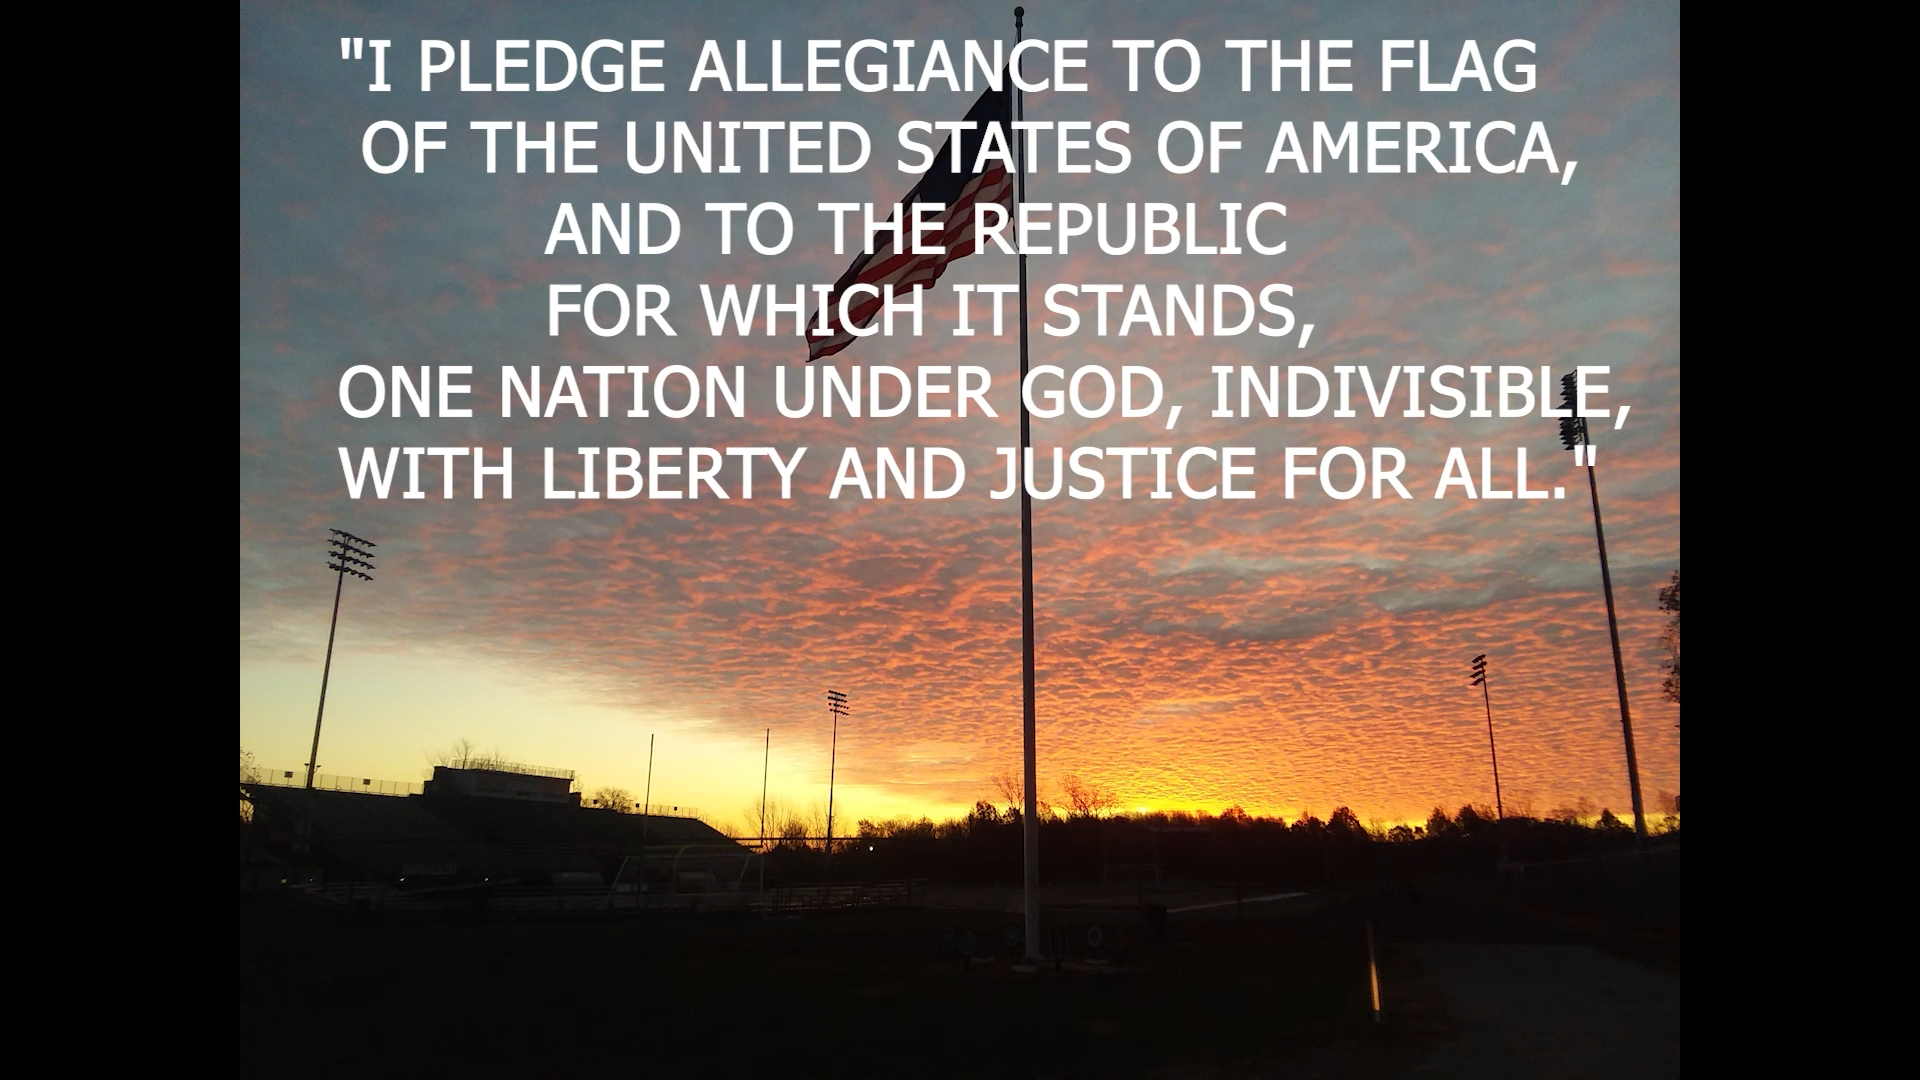 "I PLEDGE ALLEGIANCE TO THE FLAG
OF THE UNITED STATES OF AMERICA,
AND TO THE REPUBLIC
FOR WHICH IT STANDS,
ONE NATION UNDER GOD, INDIVISIBLE,
WITH LIBERTY AND JUSTICE FOR ALL."